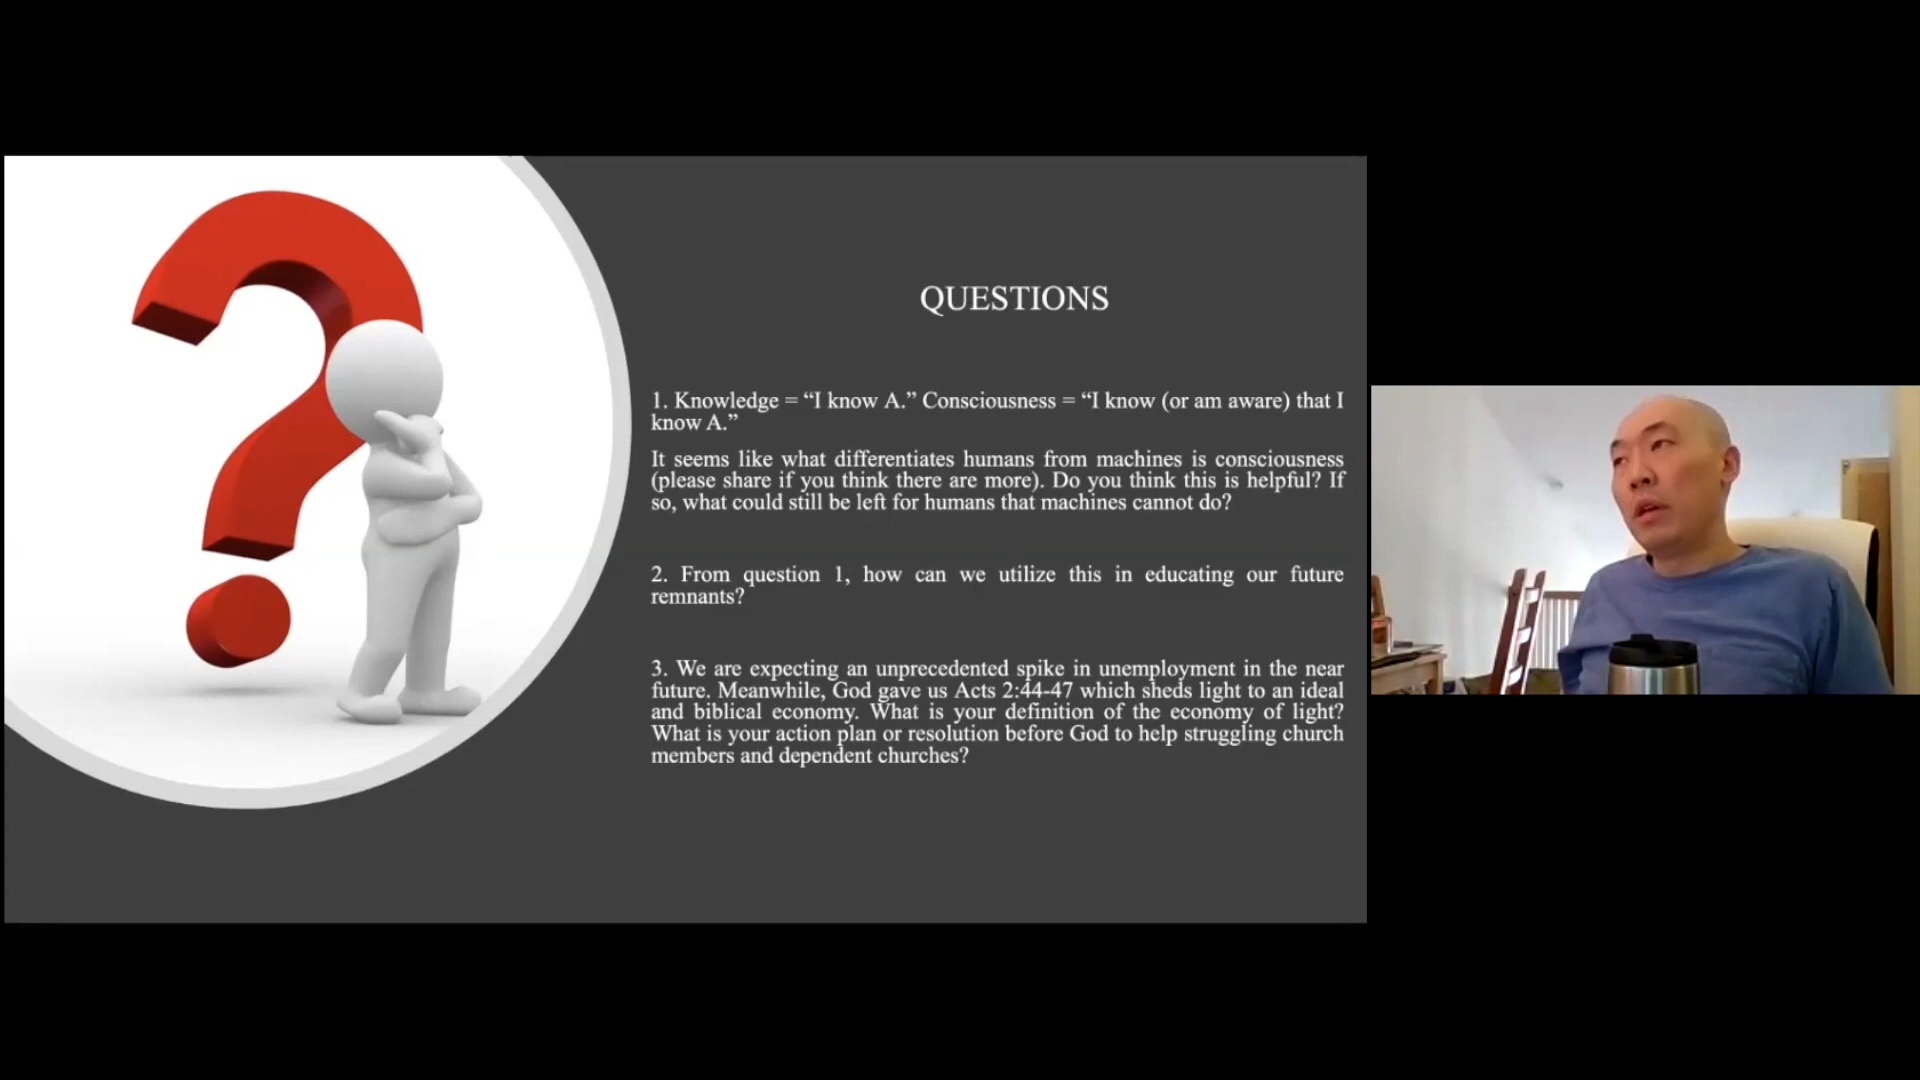 QUESTIONS
1. Knowledge = “I know A.” Consciousness = “I know (or am aware) that I
know A.”
It seems like what differentiates humans from machines is consciousness
(please share if you think there are more). Do you think this is helpful? If
so, what could still be left for humans that machines cannot do?
2. From question 1, how can we utilize this in educating our future
remnants?
3. We are expecting an unprecedented spike in unemployment in the near
future. Meanwhile, God gave us Acts 2:44-47 which sheds light to an ideal
and biblical economy. What is your definition of the economy of light?
What is your action plan or resolution before God to help struggling church
members and dependent churches?